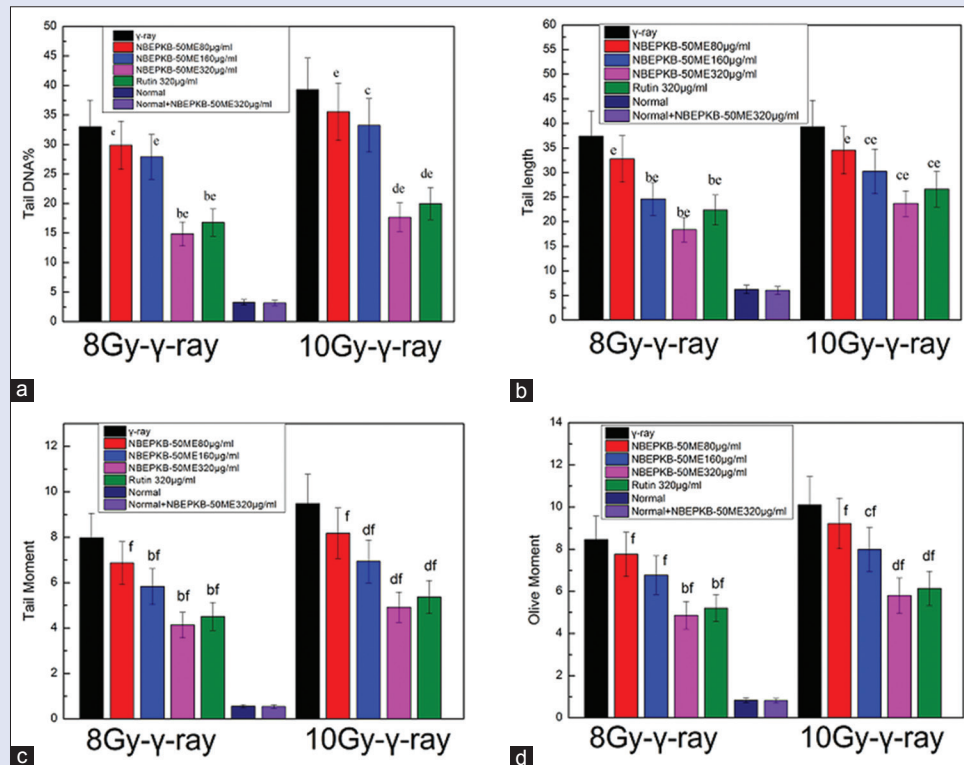 50
45
40
35
30
25
20
15
10
5
0
Tail DNA%
γ-ray
NBEPKB-50ME80μg/ml
NBEPKB-50ME160μg/ml
NBEPKB-50ME320μg/ml
Rutin 320μg/ml
Normal
Normal+NBEPKB-50ME320μg/ml
e e be be e c de de
8Gy-γ-ray 10Gy-γ-ray
a
60
55
50
45
40
35
30
25
20
15
10
5
0
Tail length
γ-ray
NBEPKB-50ME80μg/ml
NBEPKB-50ME160μg/ml
NBEPKB-50ME320μg/ml
Rutin 320μg/ml
Normal
Normal+NBEPKB-50ME320μg/ml
e be be be e ce ce ce
8Gy-γ-ray 10Gy-γ-ray
b
12
10
8
6
4
2
0
Tail Moment
γ-ray
NBEPKB-50ME80μg/ml
NBEPKB-50ME160μg/ml
NBEPKB-50ME320μg/ml
Rutin 320μg/ml
Normal
Normal+NBEPKB-50ME320μg/ml
f bf bf bf f df df df
8Gy-γ-ray 10Gy-γ-ray
c
14
12
10
8
6
4
2
0
Olive Moment
γ-ray
NBEPKB-50ME80μg/ml
NBEPKB-50ME160μg/ml
NBEPKB-50ME320μg/ml
Rutin 320μg/ml
Normal
Normal+NBEPKB-50ME320μg/ml
f f bf bf f cf df df
8Gy-γ-ray 10Gy-γ-ray
d